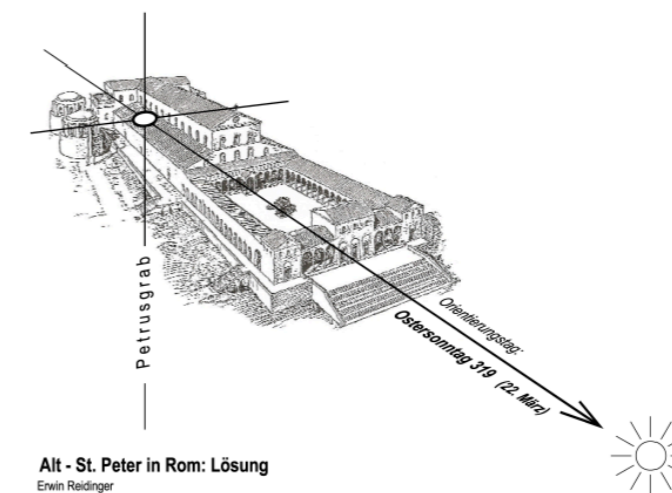 Petrusgrab
Orientierungstag:
Ostersonntag 319 (22. März)
Alt - St. Peter in Rom: Lösung
Erwin Reidinger